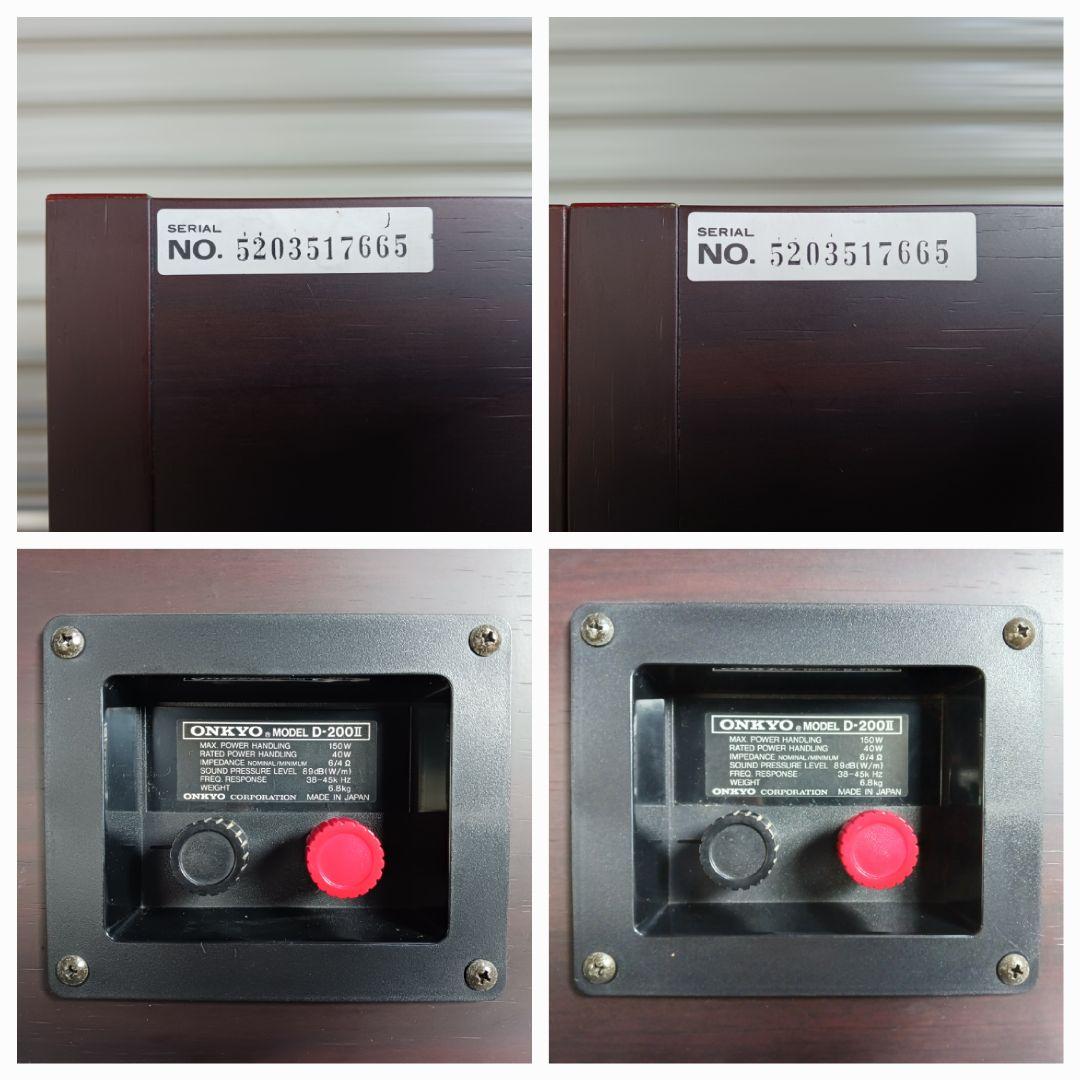 SERIAL
NO. 5203517665
SERIAL
NO. 5203517665
ONKYO ® MODEL D-200II
MAX. POWER HANDLING 150W
RATED POWER HANDLING 40W
IMPEDANCE NOMINAL/MINIMUM 6/4 Ω
SOUND PRESSURE LEVEL 89dB(W/m)
FREQ. RESPONSE 38-45k Hz
WEIGHT 6.8kg
ONKYO CORPORATION MADE IN JAPAN
ONKYO ® MODEL D-200II
MAX. POWER HANDLING 150W
RATED POWER HANDLING 40W
IMPEDANCE NOMINAL/MINIMUM 6/4 Ω
SOUND PRESSURE LEVEL 89dB(W/m)
FREQ. RESPONSE 38-45k Hz
WEIGHT 6.8kg
ONKYO CORPORATION MADE IN JAPAN